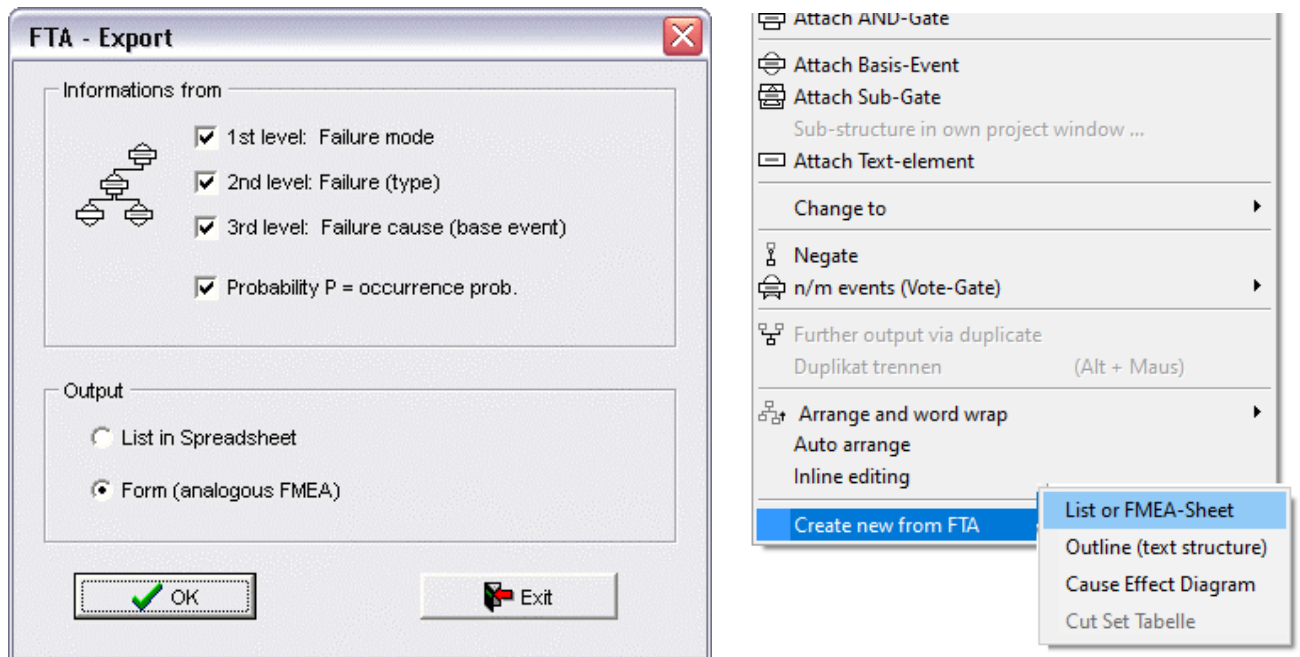 FTA - Export
Informations from
1st level: Failure mode
2nd level: Failure (type)
3rd level: Failure cause (base event)
Probability P = occurrence prob.
Output
List in Spreadsheet
Form (analogous FMEA)
OK
Exit
Attach AND-Gate
Attach Basis-Event
Attach Sub-Gate
Sub-structure in own project window ...
Attach Text-element
Change to
Negate
n/m events (Vote-Gate)
Further output via duplicate
Duplikat trennen (Alt + Maus)
Arrange and word wrap
Auto arrange
Inline editing
Create new from FTA
List or FMEA-Sheet
Outline (text structure)
Cause Effect Diagram
Cut Set Tabelle